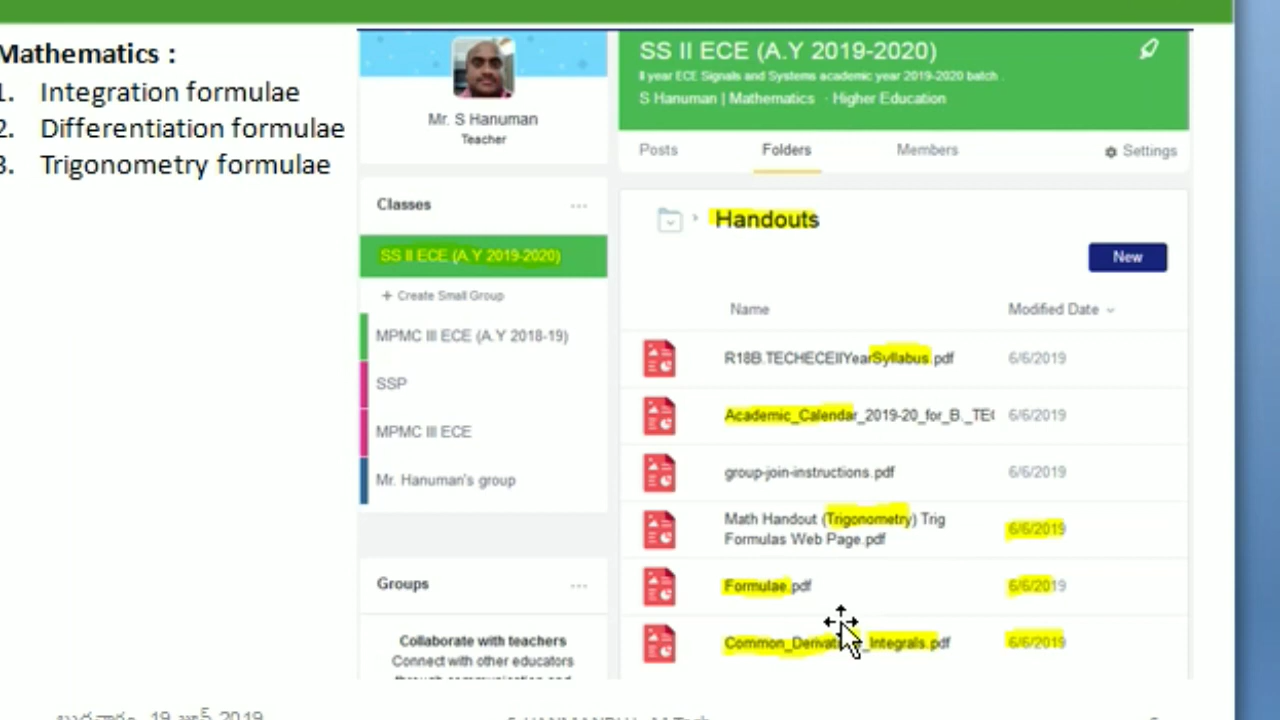 Mathematics :
1. Integration formulae
2. Differentiation formulae
3. Trigonometry formulae
Mr. S Hanuman
Teacher
Classes
SS II ECE (A.Y 2019-2020)
+ Create Small Group
MPMC III ECE (A.Y 2018-19)
SSP
MPMC III ECE
Mr. Hanuman's group
Groups
Collaborate with teachers
Connect with other educators
SS II ECE (A.Y 2019-2020)
II year ECE Signals and Systems academic year 2019-2020 batch .
S Hanuman | Mathematics · Higher Education
Posts Folders Members Settings
Handouts
New
Name Modified Date
R18B.TECHECEIIYearSyllabus.pdf 6/6/2019
Academic_Calendar_2019-20_for_B._TEC 6/6/2019
group-join-instructions.pdf 6/6/2019
Math Handout (Trigonometry) Trig
Formulas Web Page.pdf 6/6/2019
Formulae.pdf 6/6/2019
6/6/2019
19 2019